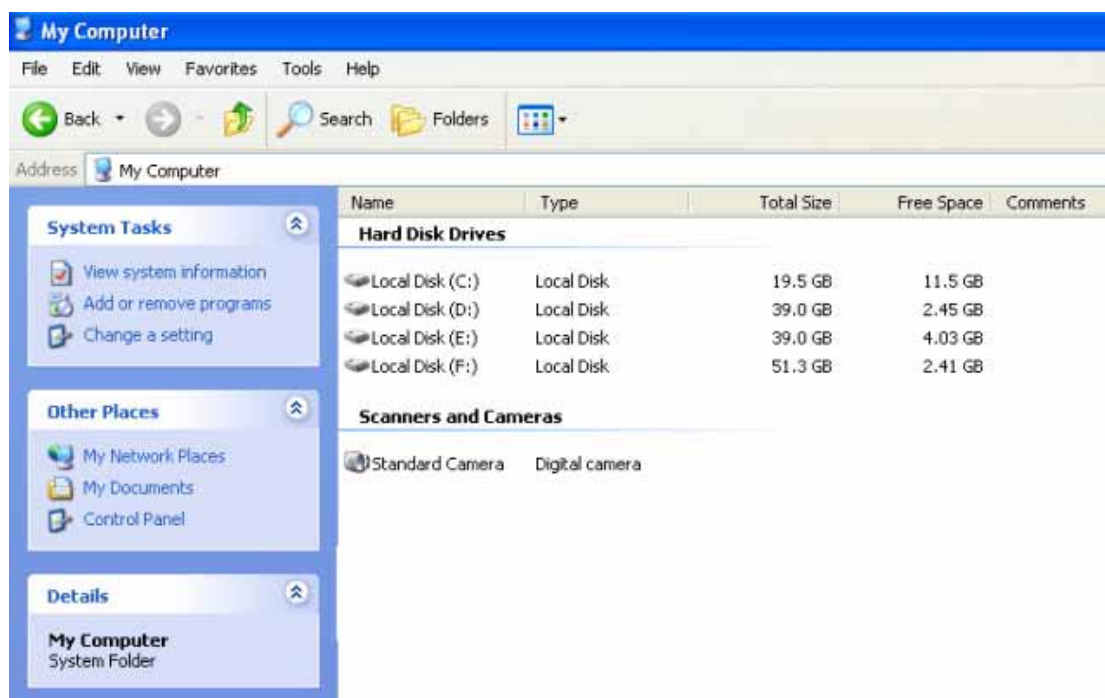 My Computer
File Edit View Favorites Tools Help
Back Search Folders
Address My Computer
System Tasks
View system information
Add or remove programs
Change a setting
Other Places
My Network Places
My Documents
Control Panel
Details
My Computer
System Folder
Name Type Total Size Free Space Comments
Hard Disk Drives
Local Disk (C:) Local Disk 19.5 GB 11.5 GB
Local Disk (D:) Local Disk 39.0 GB 2.45 GB
Local Disk (E:) Local Disk 39.0 GB 4.03 GB
Local Disk (F:) Local Disk 51.3 GB 2.41 GB
Scanners and Cameras
Standard Camera Digital camera